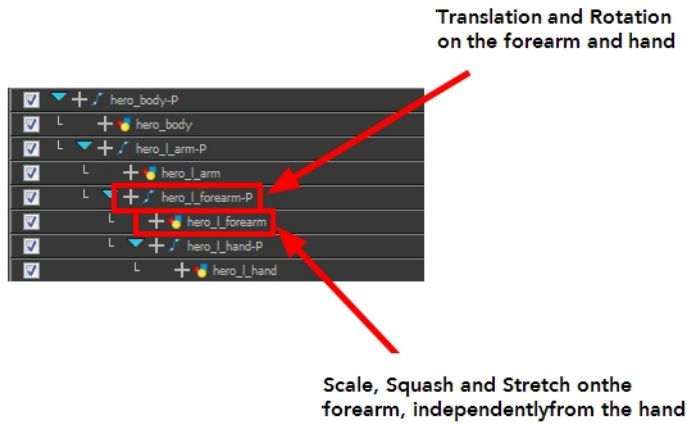 Translation and Rotation
on the forearm and hand
hero_body-P
hero_body
hero_l_arm-P
hero_l_arm
hero_l_forearm-P
hero_l_forearm
hero_l_hand-P
hero_l_hand
Scale, Squash and Stretch onthe
forearm, independentlyfrom the hand